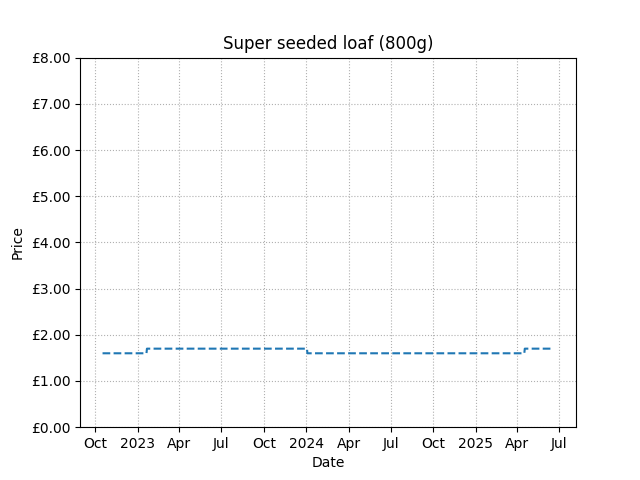 Super seeded loaf (800g)
£8.00
£7.00
£6.00
£5.00
£4.00
£3.00
£2.00
£1.00
£0.00
Price
Oct 2023 Apr Jul Oct 2024 Apr Jul Oct 2025 Apr Jul
Date